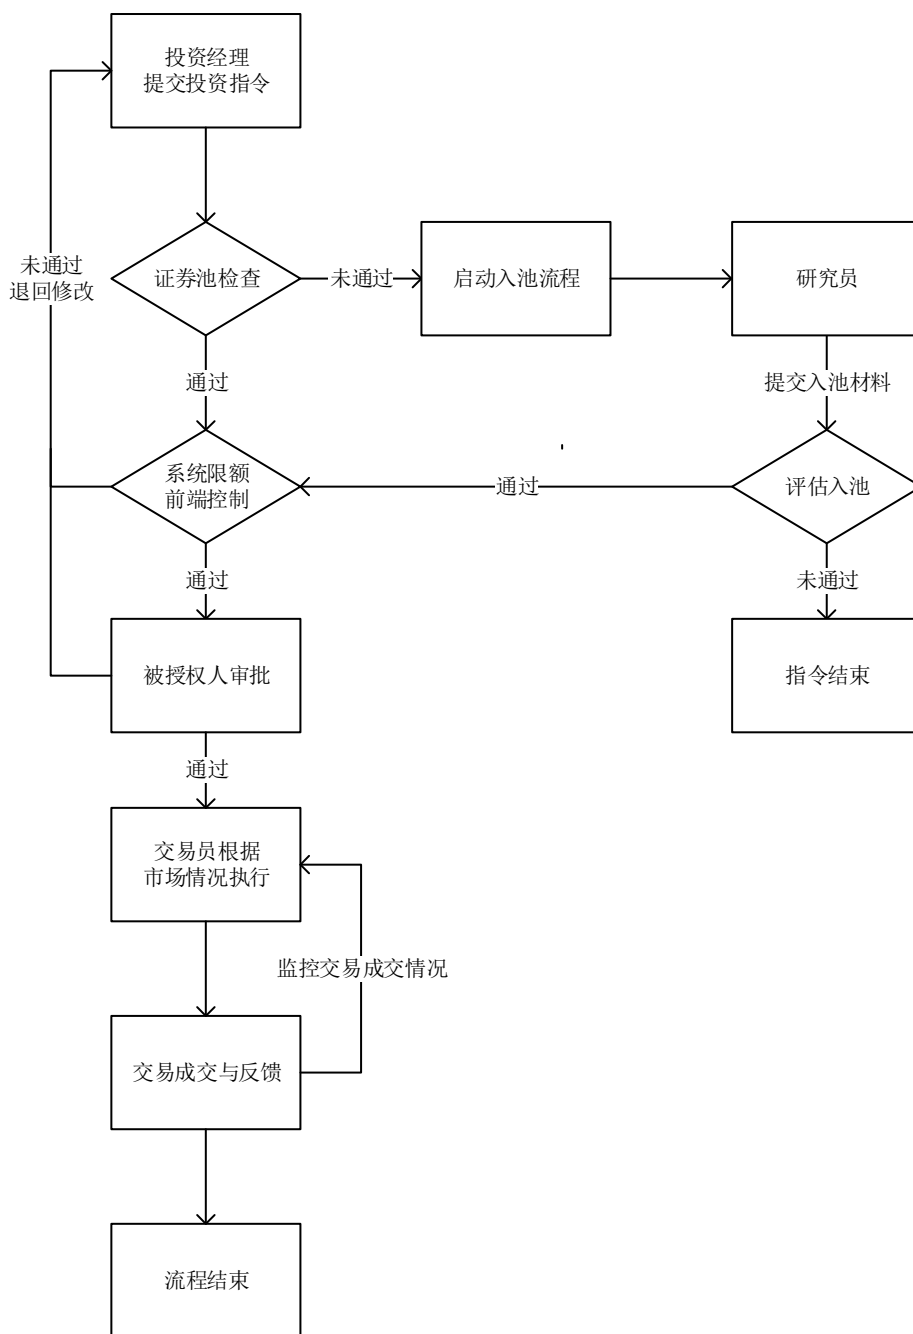 投资经理
提交投资指令
未通过
退回修改
证券池检查
未通过
启动入池流程
研究员
通过
提交入池材料
系统限额
前端控制
通过
评估入池
通过
未通过
被授权人审批
指令结束
通过
交易员根据
市场情况执行
监控交易成交情况
交易成交与反馈
流程结束